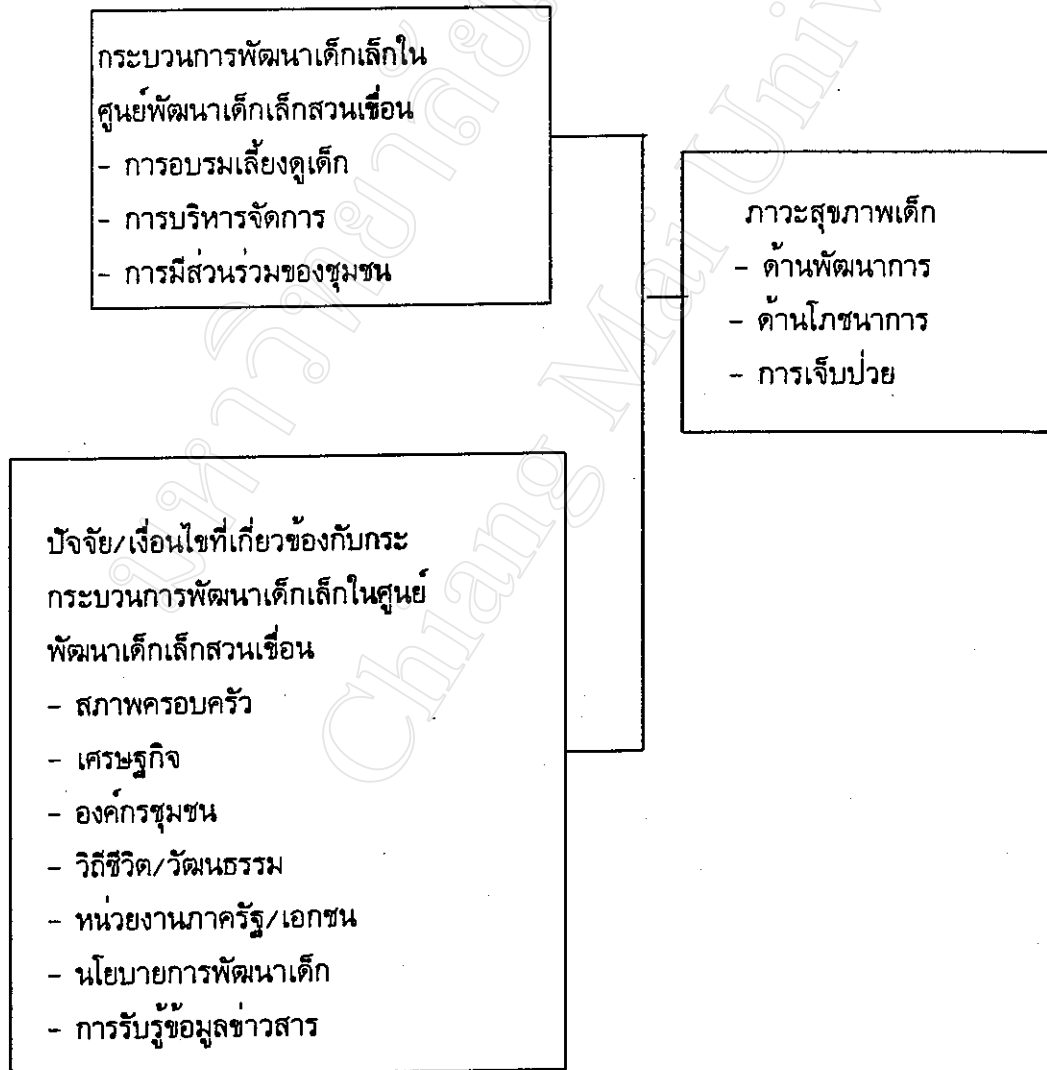 กระบวนการพัฒนาเด็กเล็กใน
ศูนย์พัฒนาเด็กเล็กสวนเขื่อน
- การอบรมเลี้ยงดูเด็ก
- การบริหารจัดการ
- การมีส่วนร่วมของชุมชน
ภาวะสุขภาพเด็ก
- ด้านพัฒนาการ
- ด้านโภชนาการ
- การเจ็บป่วย
ปัจจัย/เงื่อนไขที่เกี่ยวข้องกับกระ
กระบวนการพัฒนาเด็กเล็กในศูนย์
พัฒนาเด็กเล็กสวนเขื่อน
- สภาพครอบครัว
- เศรษฐกิจ
- องค์กรชุมชน
- วิถีชีวิต/วัฒนธรรม
- หน่วยงานภาครัฐ/เอกชน
- นโยบายการพัฒนาเด็ก
- การรับรู้ข้อมูลข่าวสาร
Chiang Mai